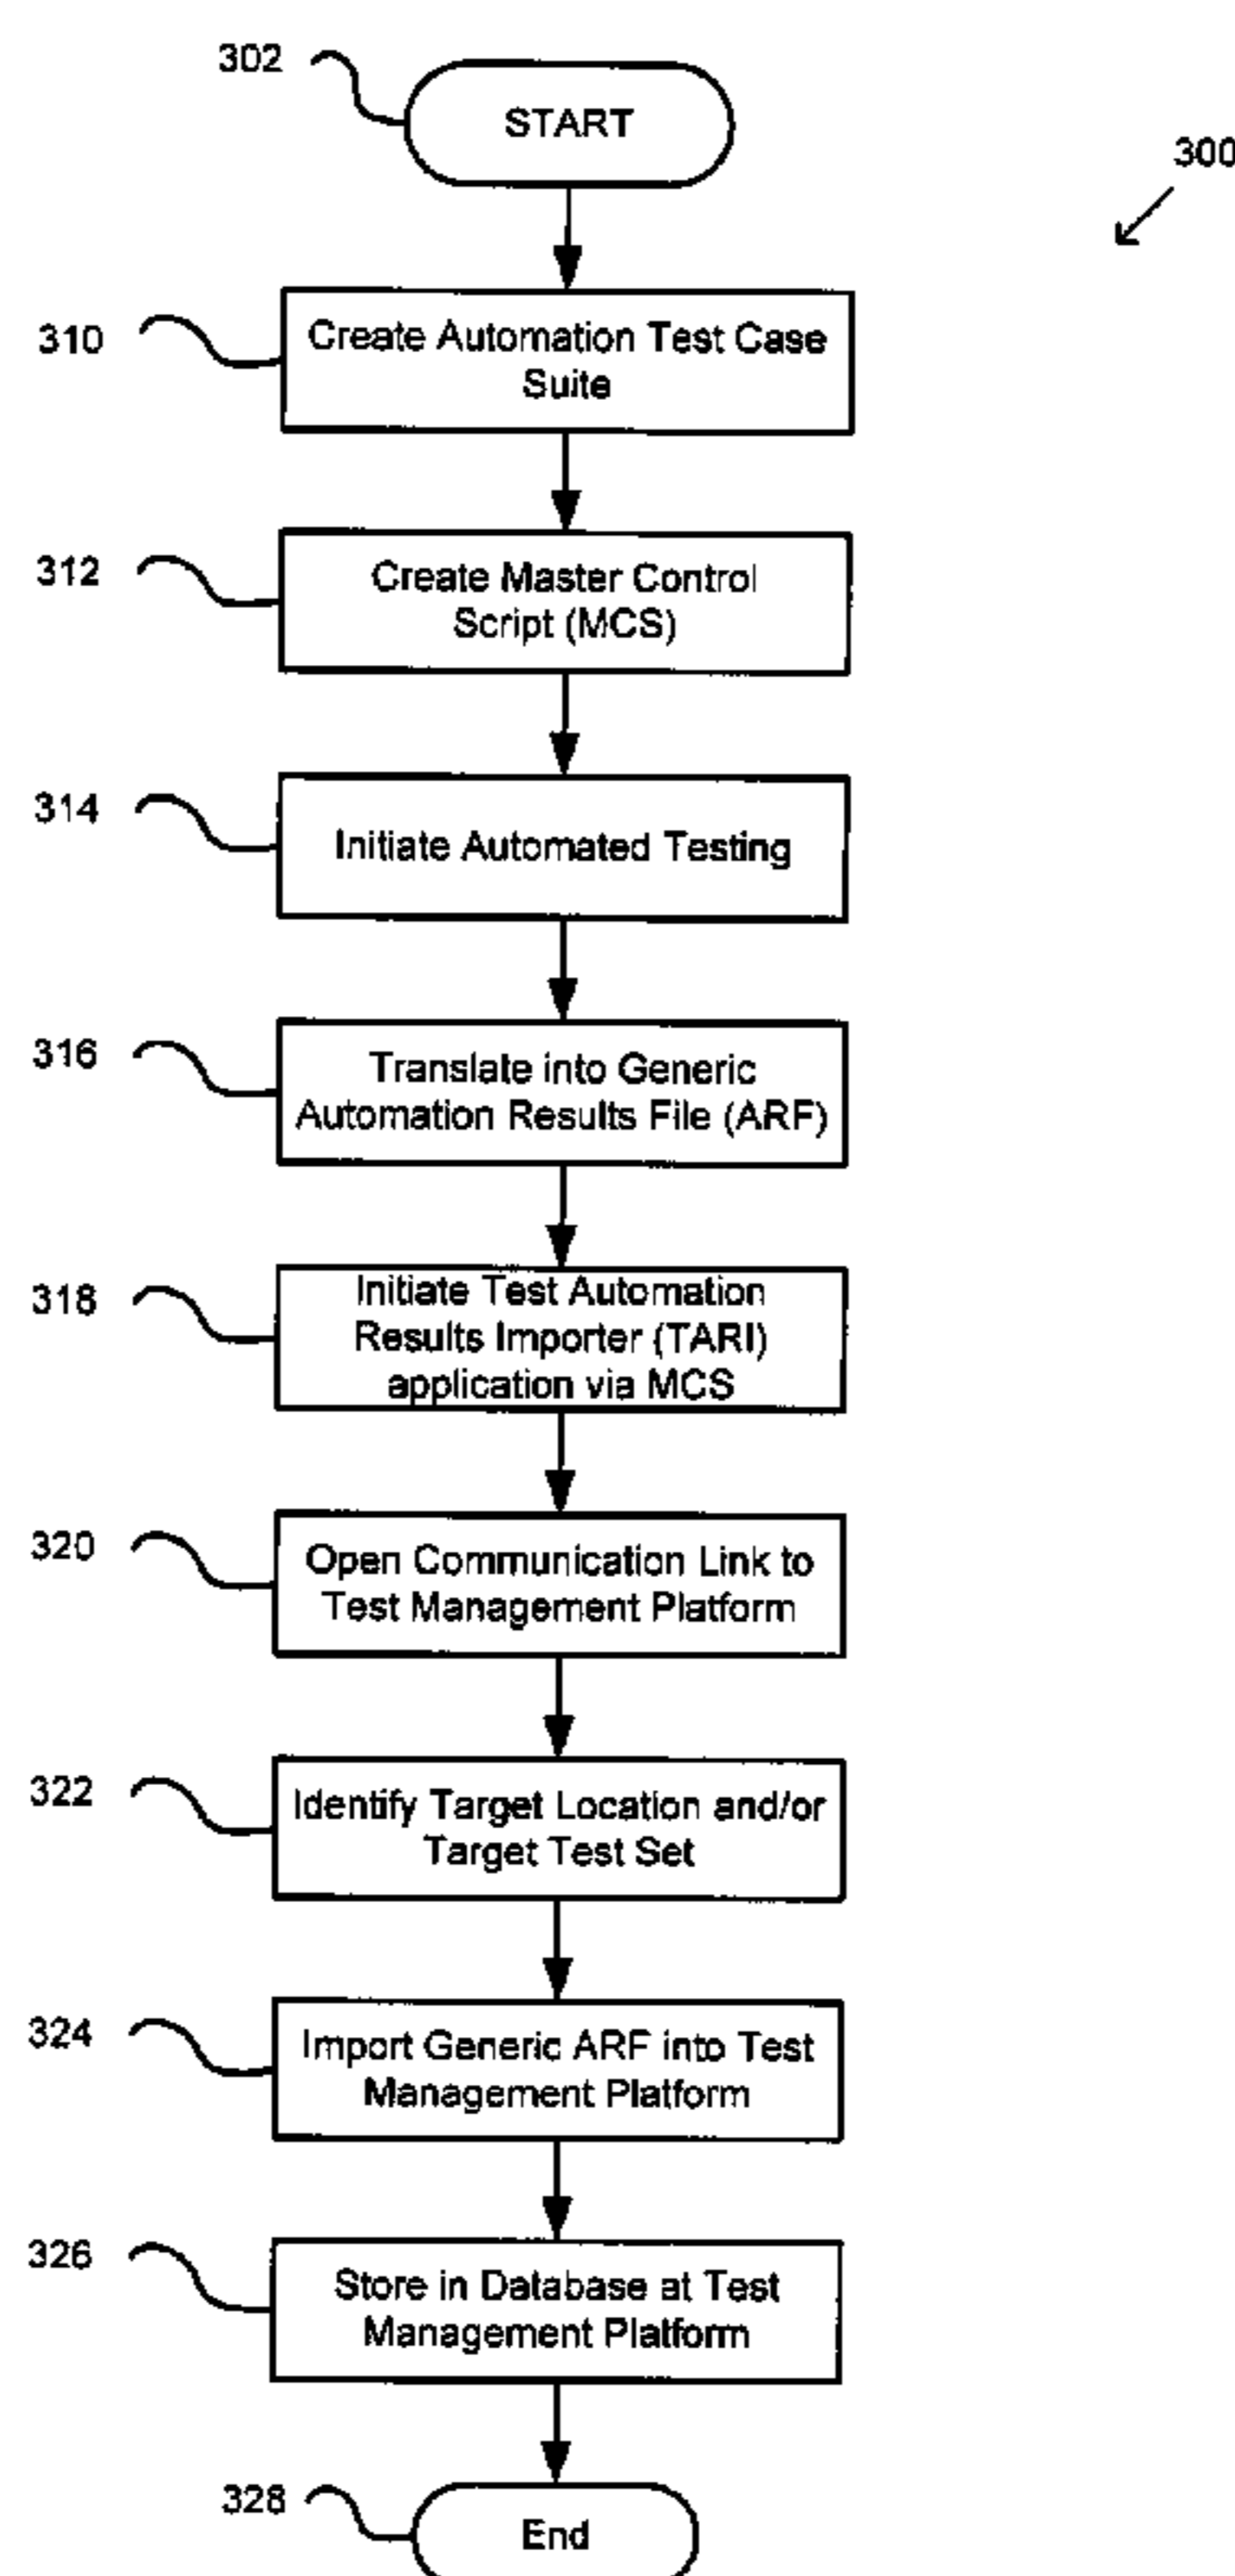 302
START
300
310
Create Automation Test Case
Suite
312
Create Master Control
Script (MCS)
314
Initiate Automated Testing
316
Translate into Generic
Automation Results File (ARF)
318
Initiate Test Automation
Results Importer (TARI)
application via MCS
320
Open Communication Link to
Test Management Platform
322
Identify Target Location and/or
Target Test Set
324
Import Generic ARF into Test
Management Platform
326
Store in Database at Test
Management Platform
328
End